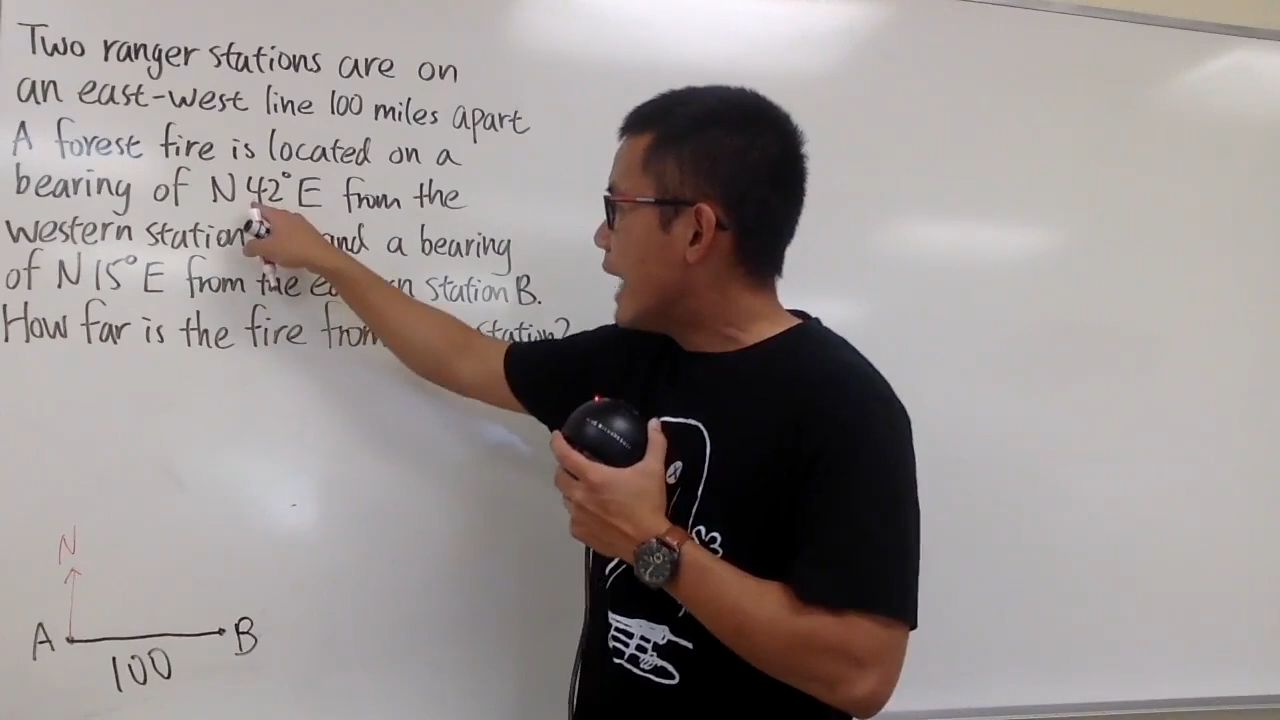 Two ranger stations are on
an east-west line 100 miles apart
A forest fire is located on a
bearing of N 42° E from the
western station and a bearing
of N 15° E from the station B.
How far is the fire from station?
N
A B
100